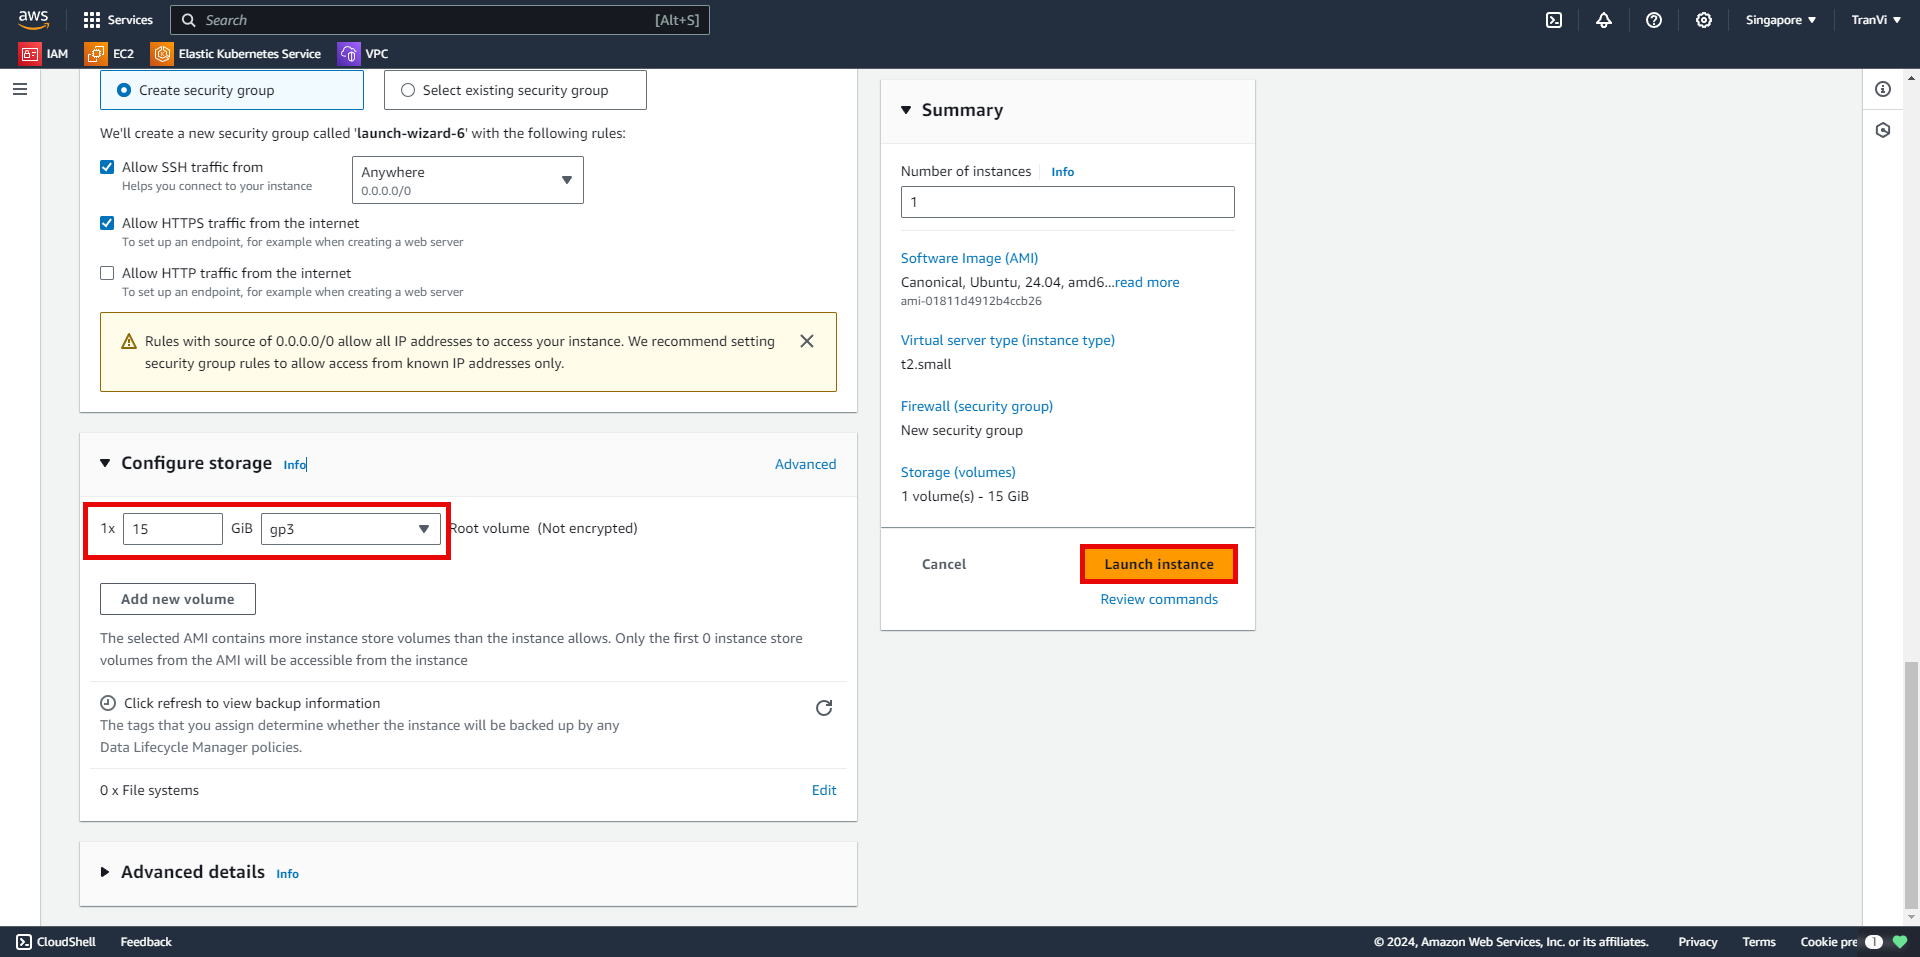 aws
Services
Search
[Alt+S]
Singapore ▼
TranVi ▼
IAM
EC2
Elastic Kubernetes Service
VPC
Create security group
Select existing security group
We'll create a new security group called 'launch-wizard-6' with the following rules:
Allow SSH traffic from
Helps you connect to your instance
Anywhere
0.0.0.0/0
Allow HTTPS traffic from the internet
To set up an endpoint, for example when creating a web server
Allow HTTP traffic from the internet
To set up an endpoint, for example when creating a web server
Rules with source of 0.0.0.0/0 allow all IP addresses to access your instance. We recommend setting
security group rules to allow access from known IP addresses only.
Configure storage Info
Advanced
1x 15 GiB gp3 Root volume (Not encrypted)
Add new volume
The selected AMI contains more instance store volumes than the instance allows. Only the first 0 instance store
volumes from the AMI will be accessible from the instance
Click refresh to view backup information
The tags that you assign determine whether the instance will be backed up by any
Data Lifecycle Manager policies.
0 x File systems
Edit
Advanced details Info
Summary
Number of instances Info
1
Software Image (AMI)
Canonical, Ubuntu, 24.04, amd6...read more
ami-01811d4912b4ccb26
Virtual server type (instance type)
t2.small
Firewall (security group)
New security group
Storage (volumes)
1 volume(s) - 15 GiB
Cancel
Launch instance
Review commands
CloudShell
Feedback
© 2024, Amazon Web Services, Inc. or its affiliates.
Privacy
Terms
Cookie pre
1